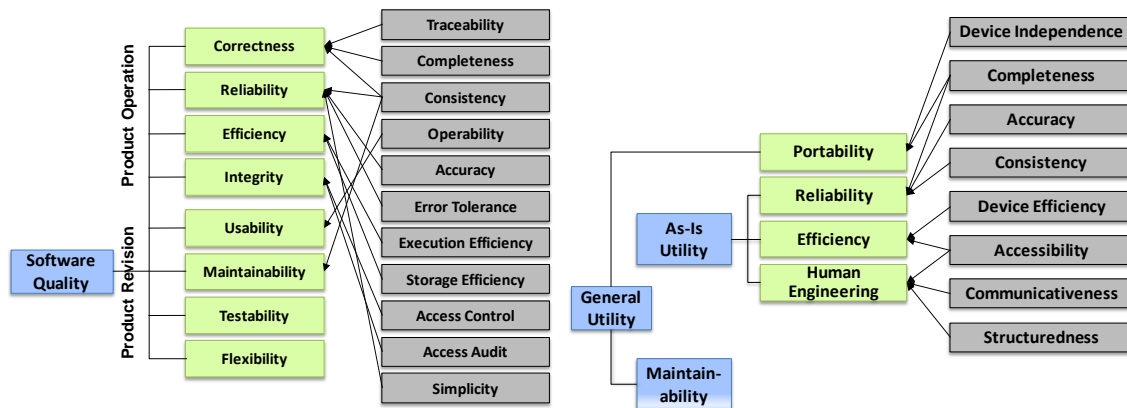 Product Operation
Product Revision
Software
Quality
Correctness
Reliability
Efficiency
Integrity
Usability
Maintainability
Testability
Flexibility
Traceability
Completeness
Consistency
Operability
Accuracy
Error Tolerance
Execution Efficiency
Storage Efficiency
Access Control
Access Audit
Simplicity
General
Utility
As-Is
Utility
Maintain-
ability
Portability
Reliability
Efficiency
Human
Engineering
Device Independence
Completeness
Accuracy
Consistency
Device Efficiency
Accessibility
Communicativeness
Structuredness